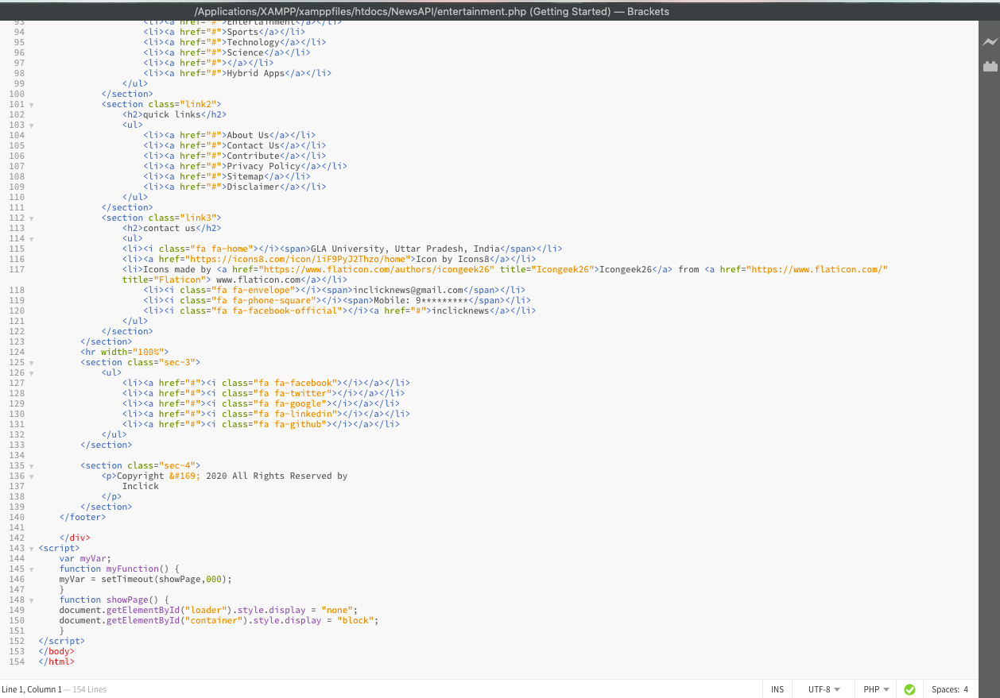 /Applications/XAMPP/xamppfiles/htdocs/NewsAPI/entertainment.php (Getting Started) — Brackets
93 <li><a href="#">Entertainment</a></li>
94 <li><a href="#">Sports</a></li>
95 <li><a href="#">Technology</a></li>
96 <li><a href="#">Science</a></li>
97 <li><a href="#"></a></li>
98 <li><a href="#">Hybrid Apps</a></li>
99 </ul>
100 </section>
101 <section class="link2">
102 <h2>quick links</h2>
103 <ul>
104 <li><a href="#">About Us</a></li>
105 <li><a href="#">Contact Us</a></li>
106 <li><a href="#">Contribute</a></li>
107 <li><a href="#">Privacy Policy</a></li>
108 <li><a href="#">Sitemap</a></li>
109 <li><a href="#">Disclaimer</a></li>
110 </ul>
111 </section>
112 <section class="link3">
113 <h2>contact us</h2>
114 <ul>
115 <li><i class="fa fa-home"></i><span>GLA University, Uttar Pradesh, India</span></li>
116 <li><a href="https://icons8.com/icon/1iF9PyJ2Thzo/home">Icon by Icons8</a></li>
117 <li>Icons made by <a href="https://www.flaticon.com/authors/icongeek26" title="Icongeek26">Icongeek26</a> from <a href="https://www.flaticon.com/"
title="Flaticon"> www.flaticon.com</a></li>
118 <li><i class="fa fa-envelope"></i><span>inclicknews@gmail.com</span></li>
119 <li><i class="fa fa-phone-square"></i><span>Mobile: 9*********</span></li>
120 <li><i class="fa fa-facebook-official"></i><a href="#">inclicknews</a></li>
121 </ul>
122 </section>
123 </section>
124 <hr width="100%">
125 <section class="sec-3">
126 <ul>
127 <li><a href="#"><i class="fa fa-facebook"></i></a></li>
128 <li><a href="#"><i class="fa fa-twitter"></i></a></li>
129 <li><a href="#"><i class="fa fa-google"></i></a></li>
130 <li><a href="#"><i class="fa fa-linkedin"></i></a></li>
131 <li><a href="#"><i class="fa fa-github"></i></a></li>
132 </ul>
133 </section>
134
135 <section class="sec-4">
136 <p>Copyright &#169; 2020 All Rights Reserved by
137 Inclick
138 </p>
139 </section>
140 </footer>
141
142 </div>
143 <script>
144 var myVar;
145 function myFunction() {
146 myVar = setTimeout(showPage,000);
147 }
148 function showPage() {
149 document.getElementById("loader").style.display = "none";
150 document.getElementById("container").style.display = "block";
151 }
152 </script>
153 </body>
154 </html>
Line 1, Column 1 — 154 Lines INS UTF-8 PHP Spaces: 4